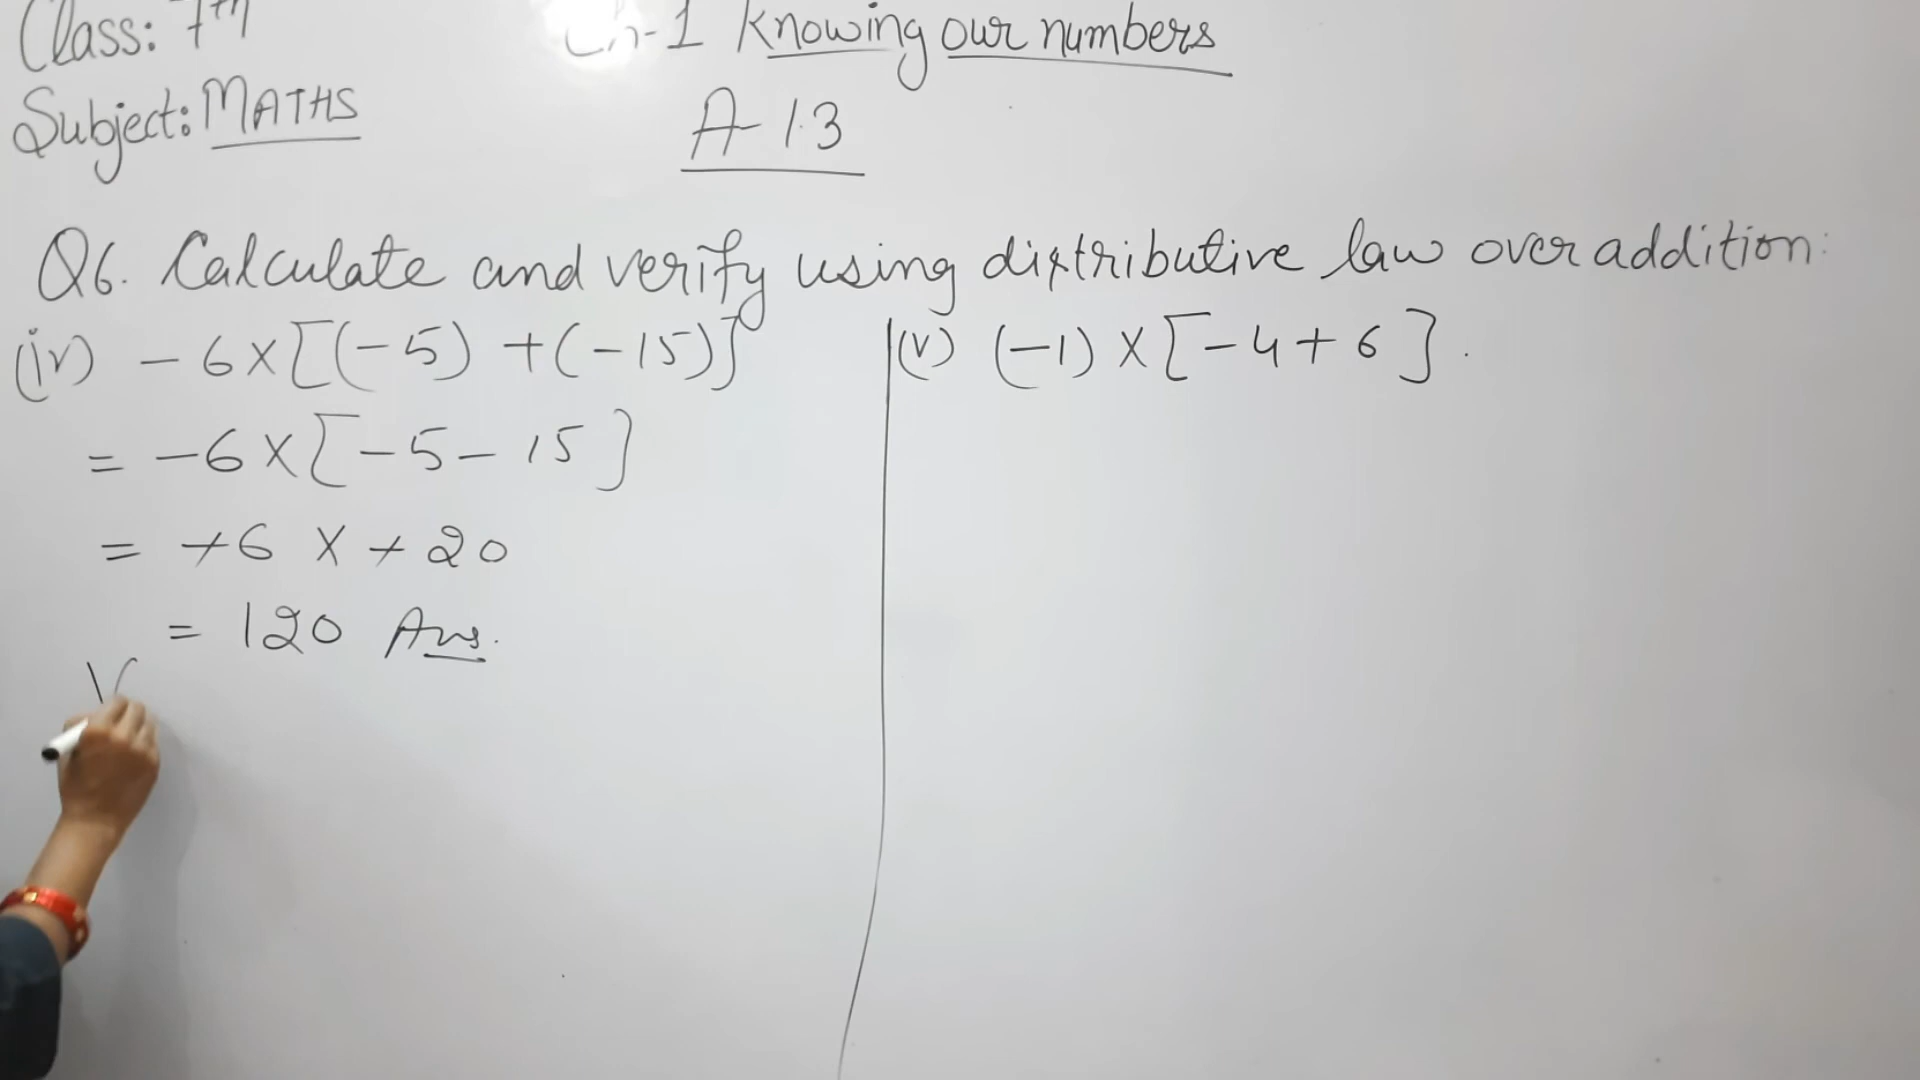 Class: 7th
Ch-1 Knowing our numbers
Subject: MATHS
A-1.3
Q6. Calculate and verify using distributive law over addition:
(iv) -6×[(-5) +(-15)]
= -6×[-5-15]
= +6 × +20
= 120 Ans.
V
(v) (-1)×[-4+6].